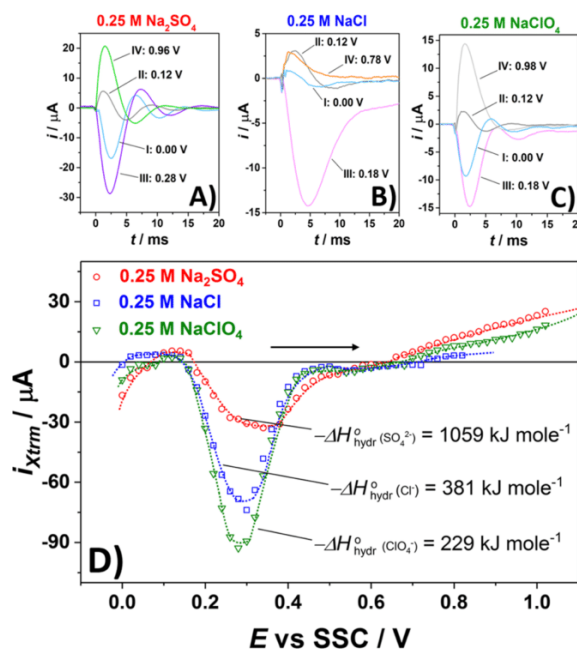 0.25 M Na₂SO₄
0.25 M NaCl
0.25 M NaClO₄
20
10
0
-10
-20
-30
i / μA
IV: 0.96 V
II: 0.12 V
I: 0.00 V
III: 0.28 V
A)
0 5 10 15 20
t / ms
5
0
-5
-10
-15
i / μA
II: 0.12 V
IV: 0.78 V
I: 0.00 V
III: 0.18 V
B)
0 5 10 15 20
t / ms
15
10
5
0
-5
-10
-15
i / μA
IV: 0.98 V
II: 0.12 V
I: 0.00 V
III: 0.18 V
C)
0 5 10 15 20
t / ms
30
0
-30
-60
-90
i_Xtrm / μA
0.25 M Na₂SO₄
0.25 M NaCl
0.25 M NaClO₄
−ΔH°hydr (SO₄²⁻) = 1059 kJ mole⁻¹
−ΔH°hydr (Cl⁻) = 381 kJ mole⁻¹
−ΔH°hydr (ClO₄⁻) = 229 kJ mole⁻¹
D)
0.0 0.2 0.4 0.6 0.8 1.0
E vs SSC / V